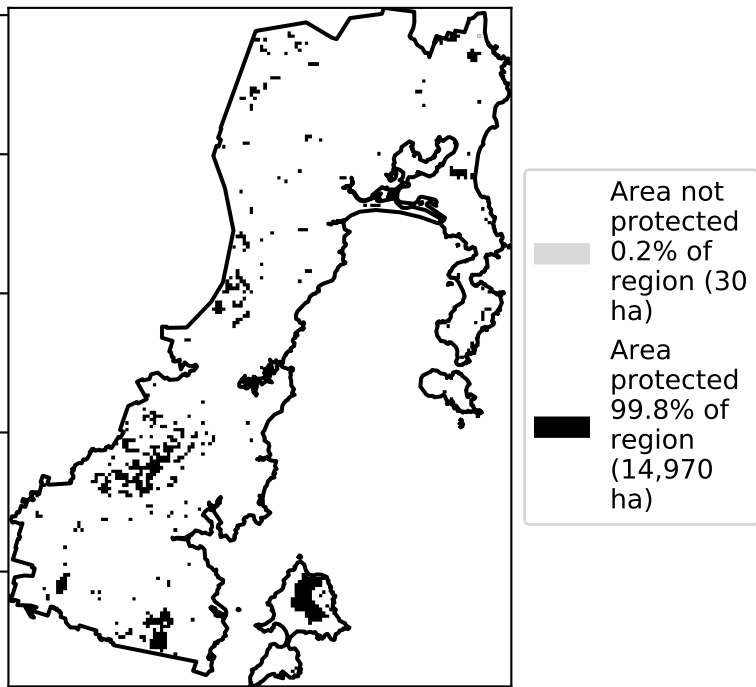 Area not
protected
0.2% of
region (30
ha)
Area
protected
99.8% of
region
(14,970
ha)